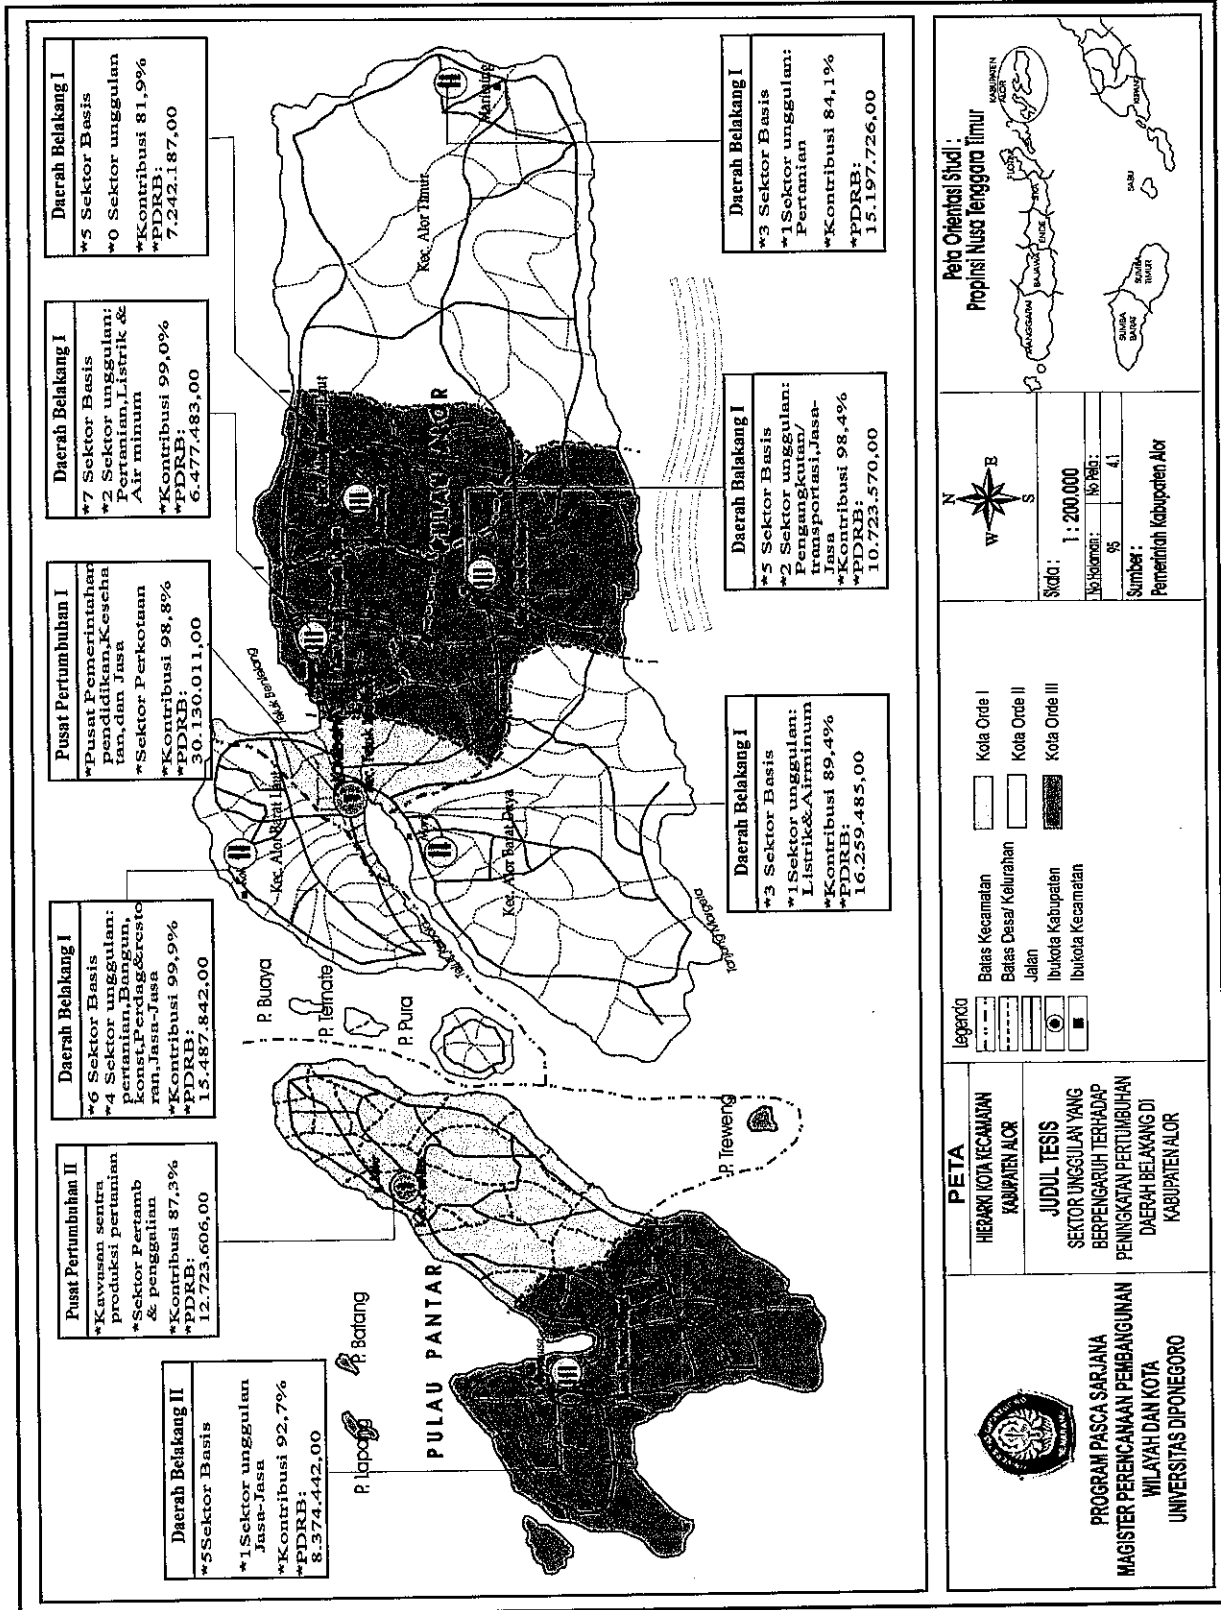 Daerah Belakang II
*5Sektor Basis
*1Sektor unggulan
Jasa-Jasa
*Kontribusi 92,7%
*PDRB:
8.374.442,00
Pusat Pertumbuhan II
*Kawasan sentra
produksi pertanian
*Sektor Pertamb
& penggalian
*Kontribusi 87,3%
*PDRB:
12.723.606,00
Daerah Belakang I
*6 Sektor Basis
*4 Sektor unggulan:
pertanian,Bangun,
konst,Perdag&resto
ran,Jasa-Jasa
*Kontribusi 99,9%
*PDRB:
15.487.842,00
Pusat Pertumbuhan I
*Pusat Pemerintahan
pendidikan,Keseha
tan,dan Jasa
*Sektor Perkotaan
*Kontribusi 98,8%
*PDRB:
30.130.011,00
Daerah Belakang I
*7 Sektor Basis
*2 Sektor unggulan:
Pertanian,Listrik &
Air minum
*Kontribusi 99,0%
*PDRB:
6.477.483,00
Daerah Belakang I
*5 Sektor Basis
*0 Sektor unggulan
*Kontribusi 81,9%
*PDRB:
7.242.187,00
P. Lapang
P. Batang
PULAU PANTAR
P. Buaya
P. Ternate
P. Pura
P. Treweng
Kec. Alor Barat Laut
Teluk Benlelang
Kec. Alor Barat Daya
Tanjung Margeta
PULAU ALOR
Kec. Alor Timur
Maritaing
Daerah Belakang I
*3 Sektor Basis
*1Sektor unggulan:
Listrik&Airminum
*Kontribusi 89,4%
*PDRB:
16.259.485,00
Daerah Balakang I
*5 Sektor Basis
*2 Sektor unggulan:
Pengangkutan/
transportasi,Jasa-
Jasa
*Kontribusi 98,4%
*PDRB:
10.723.570,00
Daerah Belakang I
*3 Sektor Basis
*1Sektor unggulan:
Pertanian
*Kontribusi 84,1%
*PDRB:
15.197.726,00
PROGRAM PASCA SARJANA
MAGISTER PERENCANAAN PEMBANGUNAN
WILAYAH DAN KOTA
UNIVERSITAS DIPONEGORO
PETA
HIERARKI KOTA KECAMATAN
KABUPATEN ALOR
JUDUL TESIS
SEKTOR UNGGULAN YANG
BERPENGARUH TERHADAP
PENINGKATAN PERTUMBUHAN
DAERAH BELAKANG DI
KABUPATEN ALOR
Legenda
Batas Kecamatan
Batas Desa/ Kelurahan
Jalan
Ibukota Kabupaten
Ibukota Kecamatan
Kota Orde I
Kota Orde II
Kota Orde III
N
W
E
S
Skala :
1 : 200.000
No Halaman :
No Peta :
95
4.1
Sumber :
Pemerintah Kabupaten Alor
Peta Orientasi Studi :
Propinsi Nusa Tenggara Timur
KABUPATEN
ALOR
MANGGARAI
BAJAWA
ENDE
SIKA
FLORES
SUMBA
BARAT
SUMBA
TIMUR
SABU
KUPANG